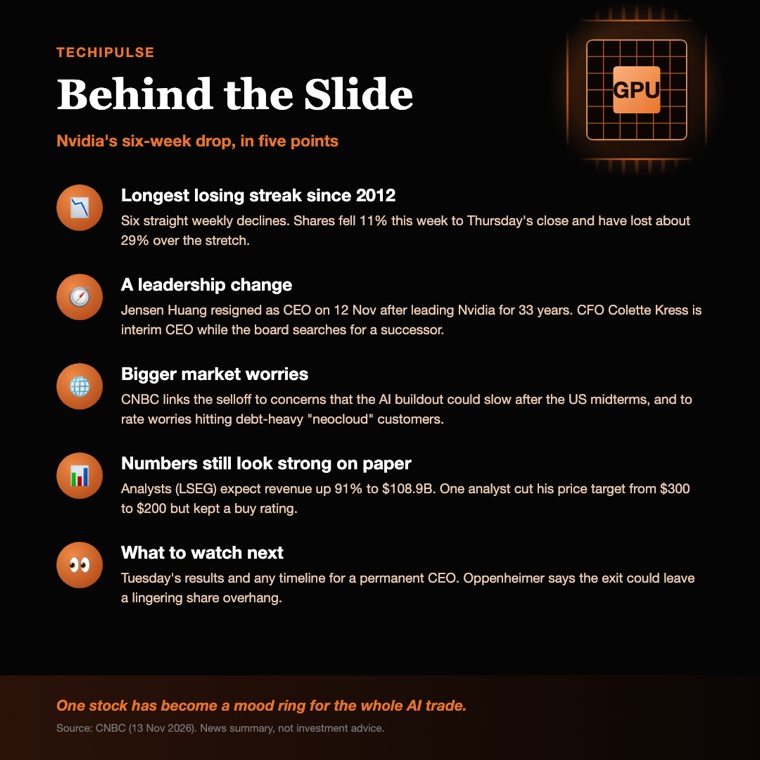 TECHIPULSE
Behind the Slide
Nvidia's six-week drop, in five points
GPU
Longest losing streak since 2012
Six straight weekly declines. Shares fell 11% this week to Thursday's close and have lost about
29% over the stretch.
A leadership change
Jensen Huang resigned as CEO on 12 Nov after leading Nvidia for 33 years. CFO Colette Kress is
interim CEO while the board searches for a successor.
Bigger market worries
CNBC links the selloff to concerns that the AI buildout could slow after the US midterms, and to
rate worries hitting debt-heavy "neocloud" customers.
Numbers still look strong on paper
Analysts (LSEG) expect revenue up 91% to $108.9B. One analyst cut his price target from $300
to $200 but kept a buy rating.
What to watch next
Tuesday's results and any timeline for a permanent CEO. Oppenheimer says the exit could leave
a lingering share overhang.
One stock has become a mood ring for the whole AI trade.
Source: CNBC (13 Nov 2026). News summary, not investment advice.